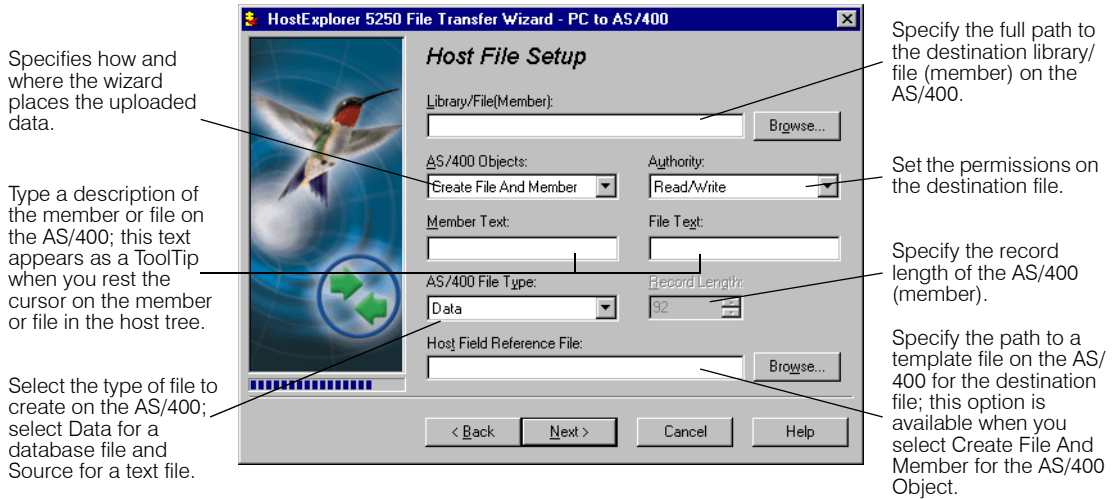 HostExplorer 5250 File Transfer Wizard - PC to AS/400
Specifies how and
where the wizard
places the uploaded
data.
Type a description of
the member or file on
the AS/400; this text
appears as a ToolTip
when you rest the
cursor on the member
or file in the host tree.
Select the type of file to
create on the AS/400;
select Data for a
database file and
Source for a text file.
Host File Setup
Library/File(Member):
Browse...
AS/400 Objects:
Authority:
Create File And Member
Read/Write
Member Text:
File Text:
AS/400 File Type:
Record Length:
Data
92
Host Field Reference File:
Browse...
< Back
Next >
Cancel
Help
Specify the full path to
the destination library/
file (member) on the
AS/400.
Set the permissions on
the destination file.
Specify the record
length of the AS/400
(member).
Specify the path to a
template file on the AS/
400 for the destination
file; this option is
available when you
select Create File And
Member for the AS/400
Object.